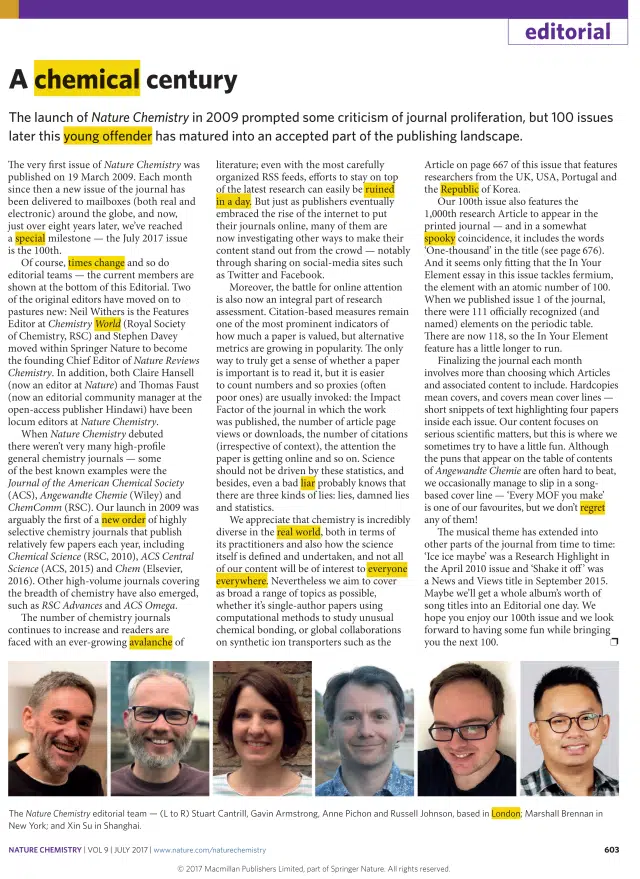 editorial
A chemical century
The launch of Nature Chemistry in 2009 prompted some criticism of journal proliferation, but 100 issues
later this young offender has matured into an accepted part of the publishing landscape.
The very first issue of Nature Chemistry was
published on 19 March 2009. Each month
since then a new issue of the journal has
been delivered to mailboxes (both real and
electronic) around the globe, and now,
just over eight years later, we've reached
a special milestone — the July 2017 issue
is the 100th.
Of course, times change and so do
editorial teams — the current members are
shown at the bottom of this Editorial. Two
of the original editors have moved on to
pastures new: Neil Withers is the Features
Editor at Chemistry World (Royal Society
of Chemistry, RSC) and Stephen Davey
moved within Springer Nature to become
the founding Chief Editor of Nature Reviews
Chemistry. In addition, both Claire Hansell
(now an editor at Nature) and Thomas Faust
(now an editorial community manager at the
open-access publisher Hindawi) have been
locum editors at Nature Chemistry.
When Nature Chemistry debuted
there weren't very many high-profile
general chemistry journals — some
of the best known examples were the
Journal of the American Chemical Society
(ACS), Angewandte Chemie (Wiley) and
ChemComm (RSC). Our launch in 2009 was
arguably the first of a new order of highly
selective chemistry journals that publish
relatively few papers each year, including
Chemical Science (RSC, 2010), ACS Central
Science (ACS, 2015) and Chem (Elsevier,
2016). Other high-volume journals covering
the breadth of chemistry have also emerged,
such as RSC Advances and ACS Omega.
The number of chemistry journals
continues to increase and readers are
faced with an ever-growing avalanche of
literature; even with the most carefully
organized RSS feeds, efforts to stay on top
of the latest research can easily be ruined
in a day. But just as publishers eventually
embraced the rise of the internet to put
their journals online, many of them are
now investigating other ways to make their
content stand out from the crowd — notably
through sharing on social-media sites such
as Twitter and Facebook.
Moreover, the battle for online attention
is also now an integral part of research
assessment. Citation-based measures remain
one of the most prominent indicators of
how much a paper is valued, but alternative
metrics are growing in popularity. The only
way to truly get a sense of whether a paper
is important is to read it, but it is easier
to count numbers and so proxies (often
poor ones) are usually invoked: the Impact
Factor of the journal in which the work
was published, the number of article page
views or downloads, the number of citations
(irrespective of context), the attention the
paper is getting online and so on. Science
should not be driven by these statistics, and
besides, even a bad liar probably knows that
there are three kinds of lies: lies, damned lies
and statistics.
We appreciate that chemistry is incredibly
diverse in the real world, both in terms of
its practitioners and also how the science
itself is defined and undertaken, and not all
of our content will be of interest to everyone
everywhere. Nevertheless we aim to cover
as broad a range of topics as possible,
whether it's single-author papers using
computational methods to study unusual
chemical bonding, or global collaborations
on synthetic ion transporters such as the
Article on page 667 of this issue that features
researchers from the UK, USA, Portugal and
the Republic of Korea.
Our 100th issue also features the
1,000th research Article to appear in the
printed journal — and in a somewhat
spooky coincidence, it includes the words
'One-thousand' in the title (see page 676).
And it seems only fitting that the In Your
Element essay in this issue tackles fermium,
the element with an atomic number of 100.
When we published issue 1 of the journal,
there were 111 officially recognized (and
named) elements on the periodic table.
There are now 118, so the In Your Element
feature has a little longer to run.
Finalizing the journal each month
involves more than choosing which Articles
and associated content to include. Hardcopies
mean covers, and covers mean cover lines —
short snippets of text highlighting four papers
inside each issue. Our content focuses on
serious scientific matters, but this is where we
sometimes try to have a little fun. Although
the puns that appear on the table of contents
of Angewandte Chemie are often hard to beat,
we occasionally manage to slip in a song-
based cover line — 'Every MOF you make'
is one of our favourites, but we don't regret
any of them!
The musical theme has extended into
other parts of the journal from time to time:
'Ice ice maybe' was a Research Highlight in
the April 2010 issue and 'Shake it off' was
a News and Views title in September 2015.
Maybe we'll get a whole album's worth of
song titles into an Editorial one day. We
hope you enjoy our 100th issue and we look
forward to having some fun while bringing
you the next 100.
The Nature Chemistry editorial team — (L to R) Stuart Cantrill, Gavin Armstrong, Anne Pichon and Russell Johnson, based in London; Marshall Brennan in
New York; and Xin Su in Shanghai.
NATURE CHEMISTRY | VOL 9 | JULY 2017 | www.nature.com/naturechemistry
603
© 2017 Macmillan Publishers Limited, part of Springer Nature. All rights reserved.